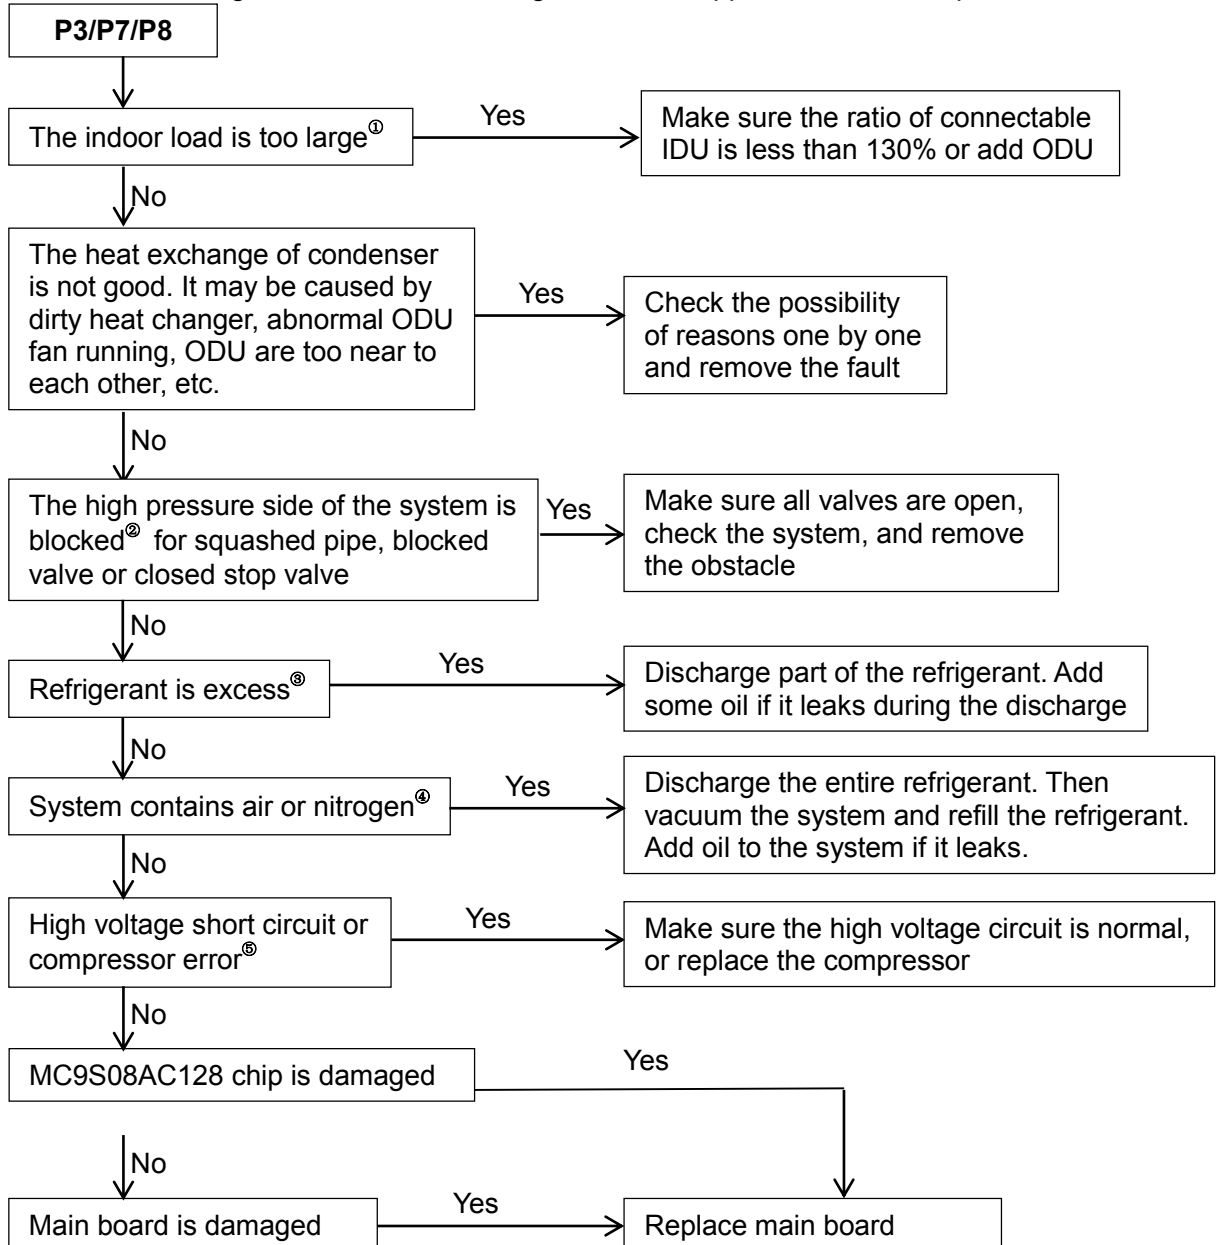 P3/P7/P8
The indoor load is too large①
Yes
Make sure the ratio of connectable
IDU is less than 130% or add ODU
No
The heat exchange of condenser
is not good. It may be caused by
dirty heat changer, abnormal ODU
fan running, ODU are too near to
each other, etc.
Yes
Check the possibility
of reasons one by one
and remove the fault
No
The high pressure side of the system is
blocked② for squashed pipe, blocked
valve or closed stop valve
Yes
Make sure all valves are open,
check the system, and remove
the obstacle
No
Refrigerant is excess③
Yes
Discharge part of the refrigerant. Add
some oil if it leaks during the discharge
No
System contains air or nitrogen④
Yes
Discharge the entire refrigerant. Then
vacuum the system and refill the refrigerant.
Add oil to the system if it leaks.
No
High voltage short circuit or
compressor error⑤
Yes
Make sure the high voltage circuit is normal,
or replace the compressor
No
MC9S08AC128 chip is damaged
Yes
No
Main board is damaged
Yes
Replace main board